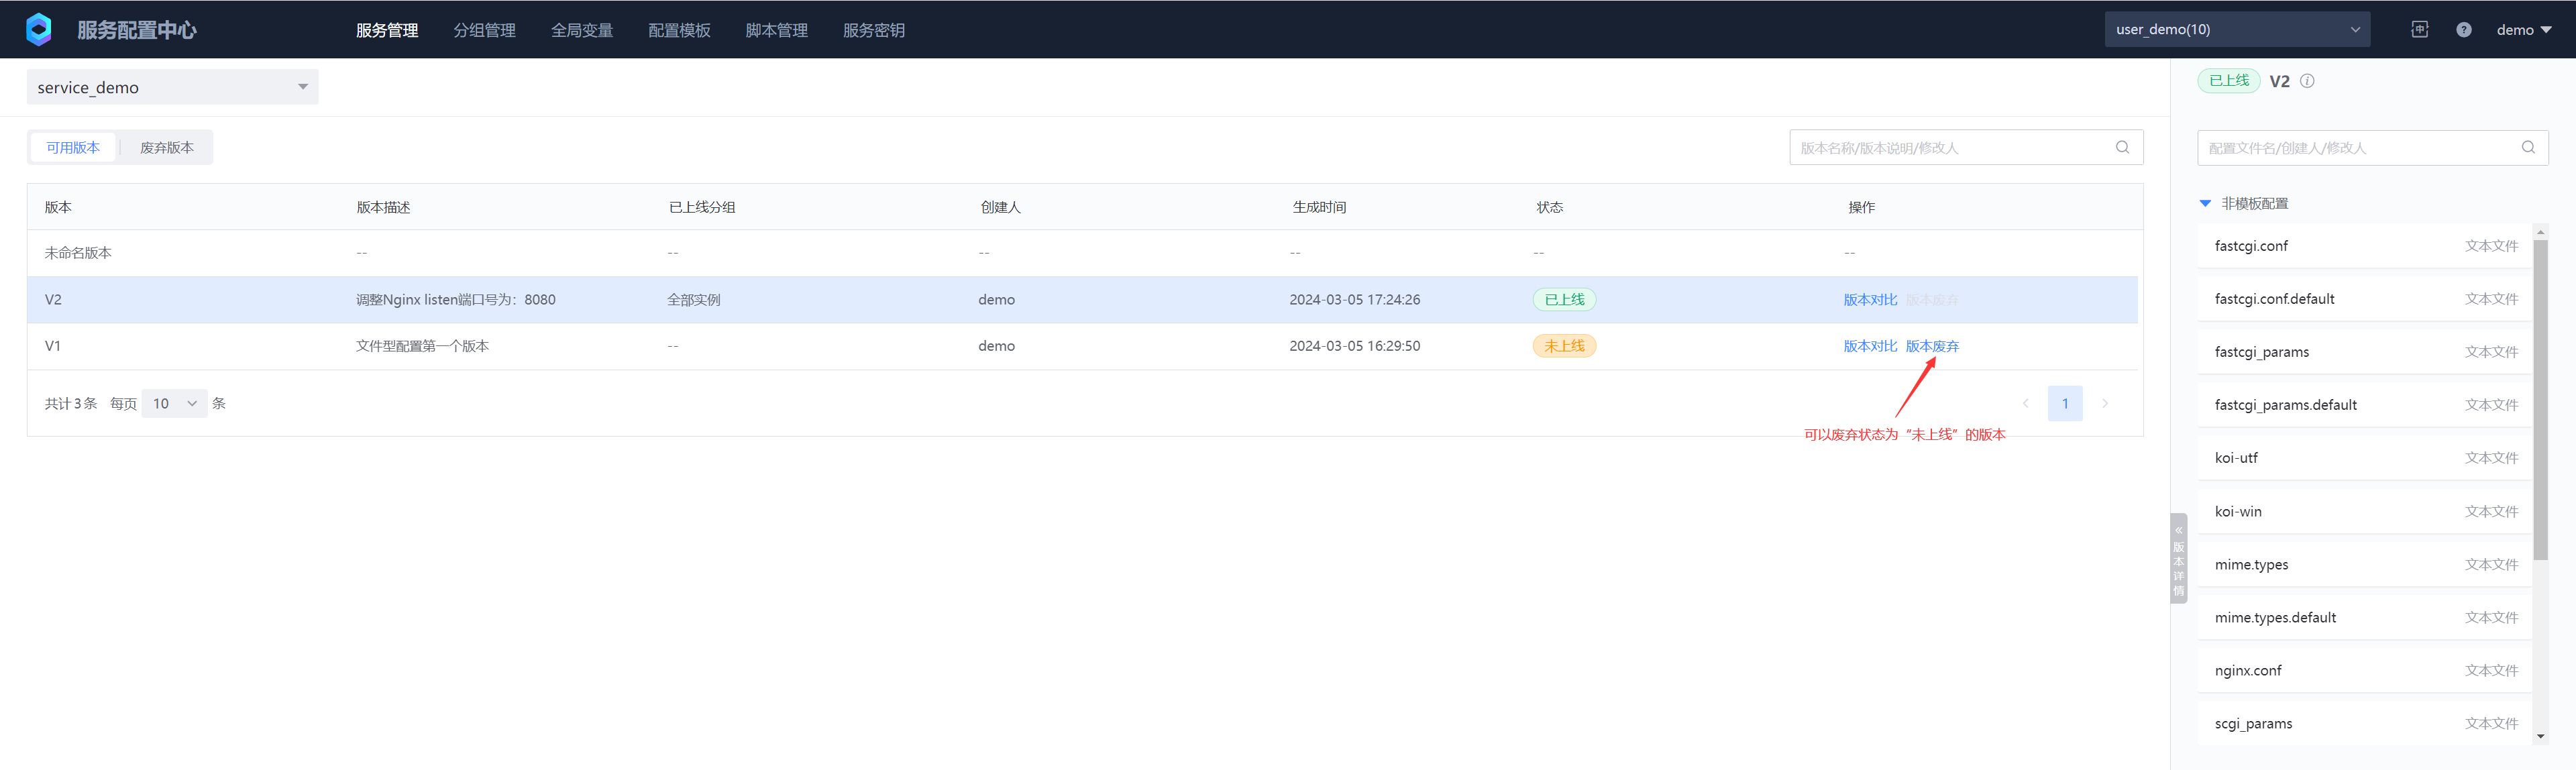 服务配置中心 服务管理 分组管理 全局变量 配置模板 脚本管理 服务密钥 user_demo(10) 中 ? demo
service_demo
可用版本 废弃版本 版本名称/版本说明/修改人
版本 版本描述 已上线分组 创建人 生成时间 状态 操作
未命名版本 -- -- -- -- -- --
V2 调整Nginx listen端口号为：8080 全部实例 demo 2024-03-05 17:24:26 已上线 版本对比 版本废弃
V1 文件型配置第一个版本 -- demo 2024-03-05 16:29:50 未上线 版本对比 版本废弃
共计 3 条 每页 10 条 1
可以废弃状态为“未上线”的版本
版本详情
已上线 V2
配置文件名/创建人/修改人
非模板配置
fastcgi.conf 文本文件
fastcgi.conf.default 文本文件
fastcgi_params 文本文件
fastcgi_params.default 文本文件
koi-utf 文本文件
koi-win 文本文件
mime.types 文本文件
mime.types.default 文本文件
nginx.conf 文本文件
scgi_params 文本文件